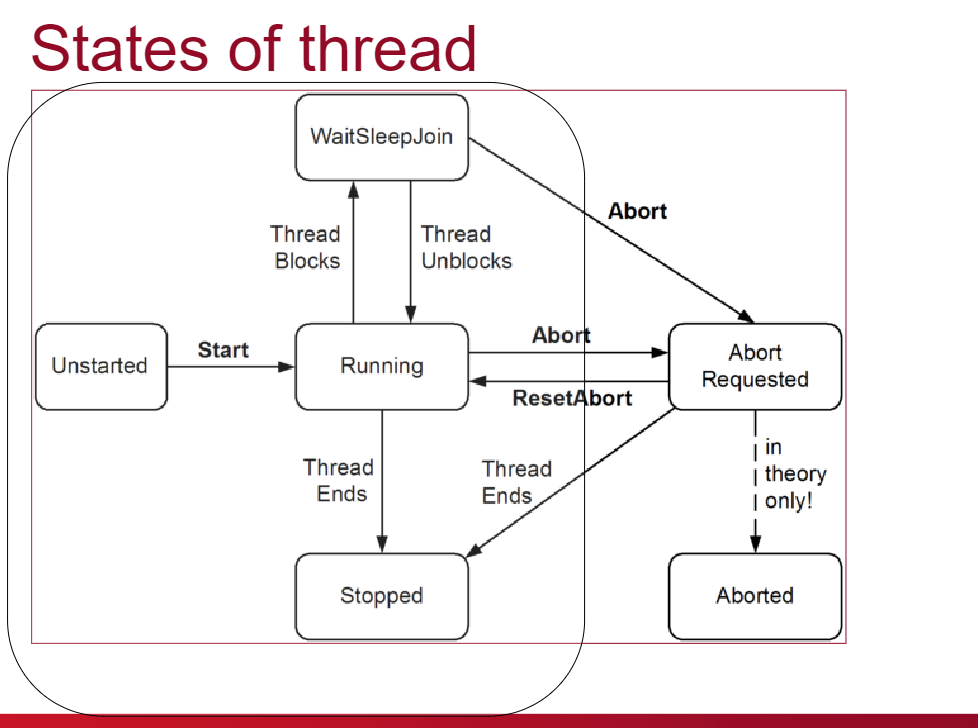 States of thread
WaitSleepJoin
Abort
Thread
Blocks
Thread
Unblocks
Unstarted
Start
Running
Abort
ResetAbort
Abort
Requested
Thread
Ends
Thread
Ends
in
theory
only!
Stopped
Aborted